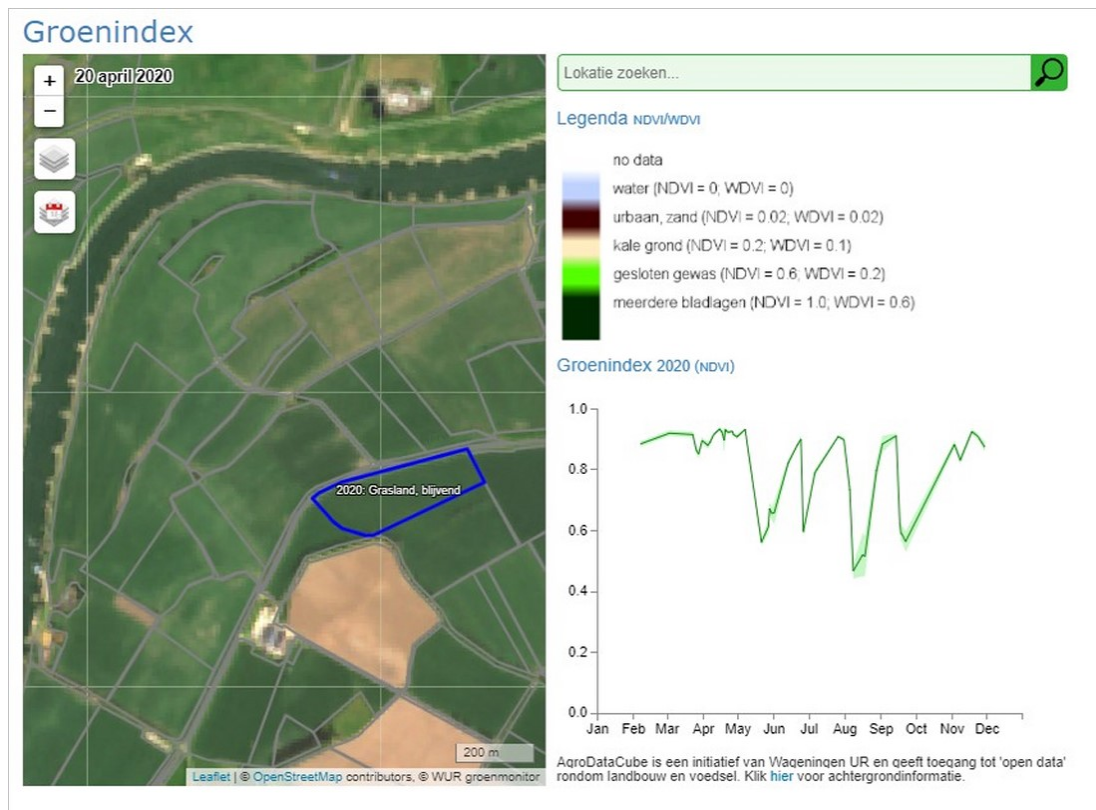 Groenindex
+
20 april 2020
−
Lokatie zoeken...
Legenda NDVI/WDVI
no data
water (NDVI = 0; WDVI = 0)
urbaan, zand (NDVI = 0.02; WDVI = 0.02)
kale grond (NDVI = 0.2; WDVI = 0.1)
gesloten gewas (NDVI = 0.6; WDVI = 0.2)
meerdere bladlagen (NDVI = 1.0; WDVI = 0.6)
2020: Grasland, blijvend
200 m
Leaflet | © OpenStreetMap contributors, © WUR groenmonitor
Groenindex 2020 (NDVI)
1.0
0.8
0.6
0.4
0.2
0.0
Jan Feb Mar Apr May Jun Jul Aug Sep Oct Nov Dec
AgroDataCube is een initiatief van Wageningen UR en geeft toegang tot 'open data'
rondom landbouw en voedsel. Klik hier voor achtergrondinformatie.